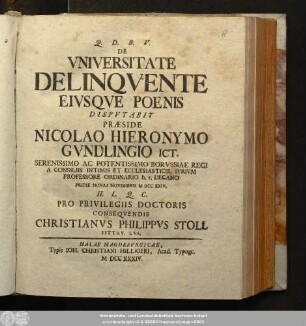 Q. D. B. V.
DE
VNIVERSITATE
DELINQVENTE
EIVSQVE POENIS
DISPVTABIT
PRÆSIDE
NICOLAO HIERONYMO
GVNDLINGIO ICT.
SERENISSIMO AC POTENTISSIMO BORVSSIAE REGI
A CONSILIIS INTIMIS ET ECCLESIASTICIS, IVRIVM
PROFESSORE ORDINARIO h. t. DECANO
H. L. Q. C.
PRO PRIVILEGIIS DOCTORIS
CONSEQVENDIS
CHRISTIANVS PHILIPPVS STOLL
HALAE MAGDEBVRGICAE,
Typis IOH. CHRISTIANI HILLIGERI, Acad. Typogr.
M DCC XXXIV.